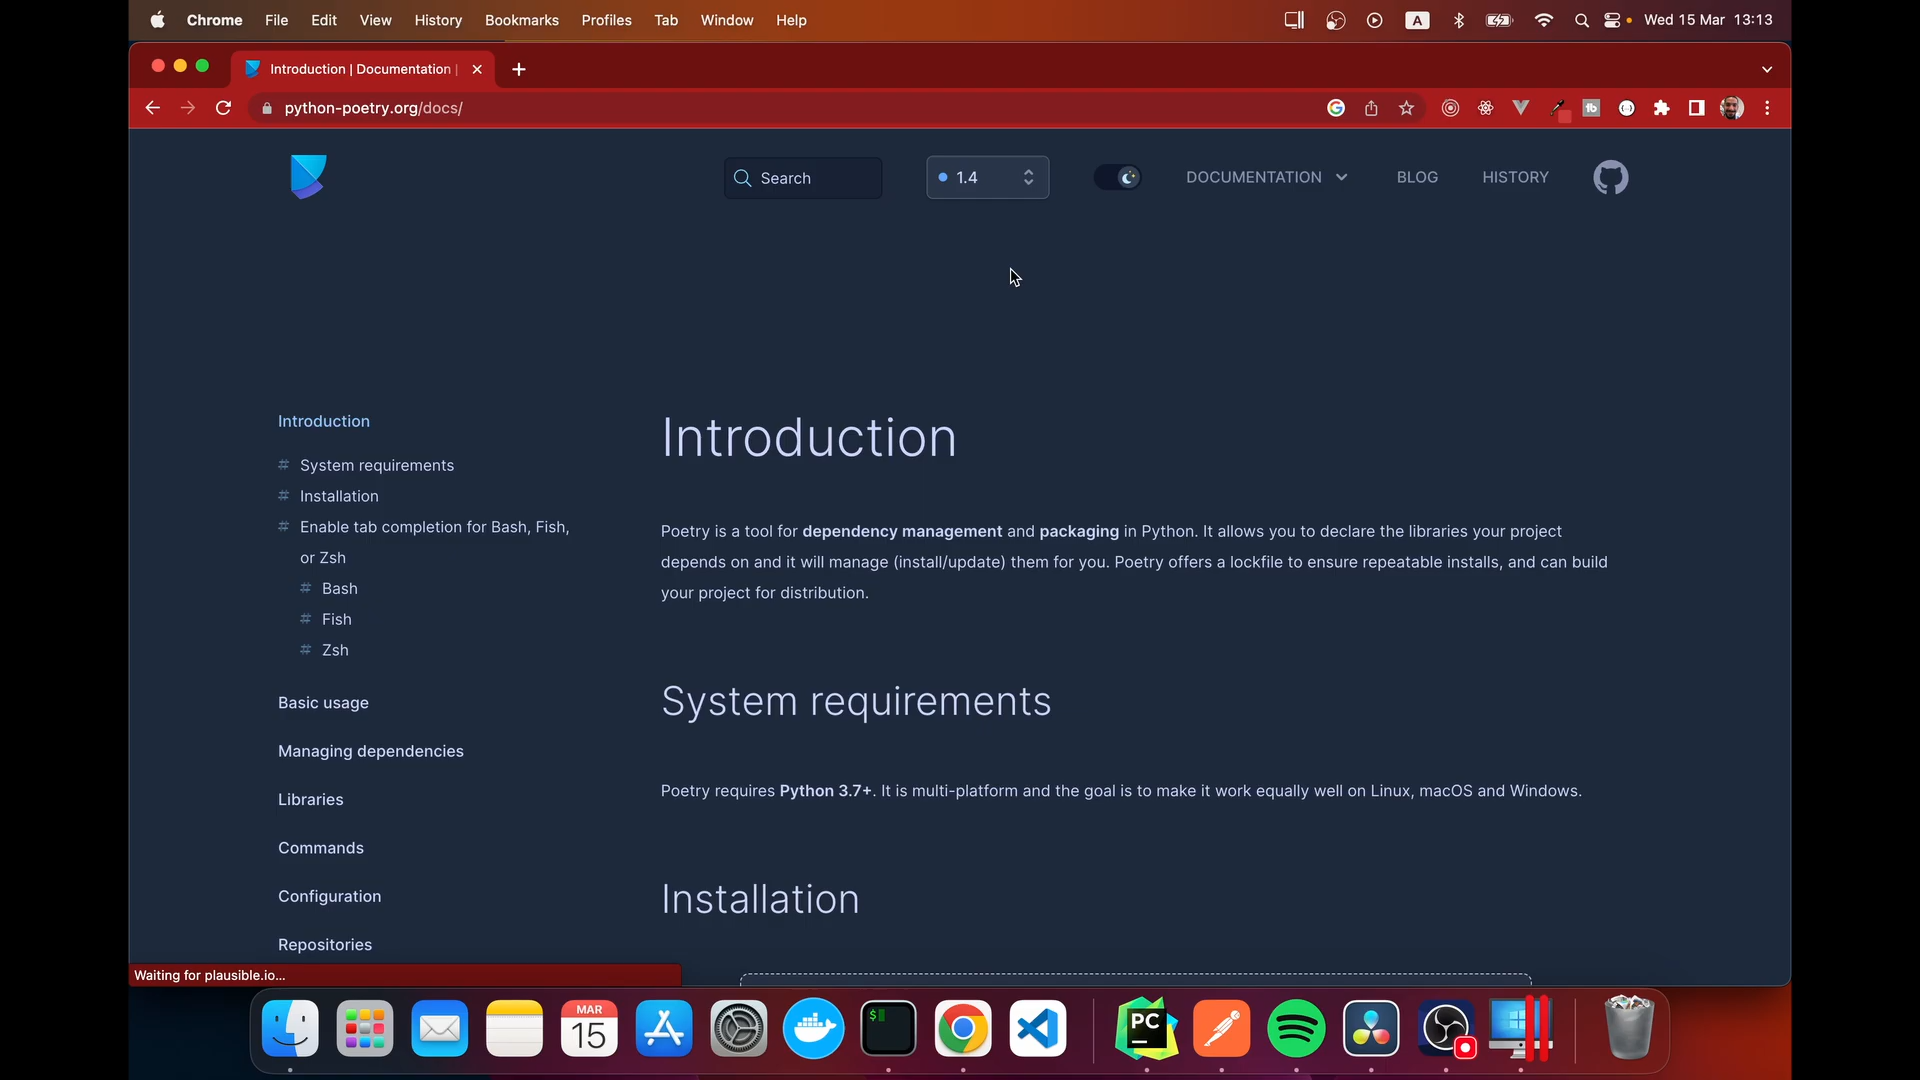 Chrome File Edit View History Bookmarks Profiles Tab Window Help A Wed 15 Mar 13:13
Introduction | Documentation |
python-poetry.org/docs/
tb
Search
1.4
DOCUMENTATION
BLOG
HISTORY
Introduction
# System requirements
# Installation
# Enable tab completion for Bash, Fish,
or Zsh
# Bash
# Fish
# Zsh
Basic usage
Managing dependencies
Libraries
Commands
Configuration
Repositories
Introduction
Poetry is a tool for dependency management and packaging in Python. It allows you to declare the libraries your project
depends on and it will manage (install/update) them for you. Poetry offers a lockfile to ensure repeatable installs, and can build
your project for distribution.
System requirements
Poetry requires Python 3.7+. It is multi-platform and the goal is to make it work equally well on Linux, macOS and Windows.
Installation
Waiting for plausible.io...
MAR
15
$
PC